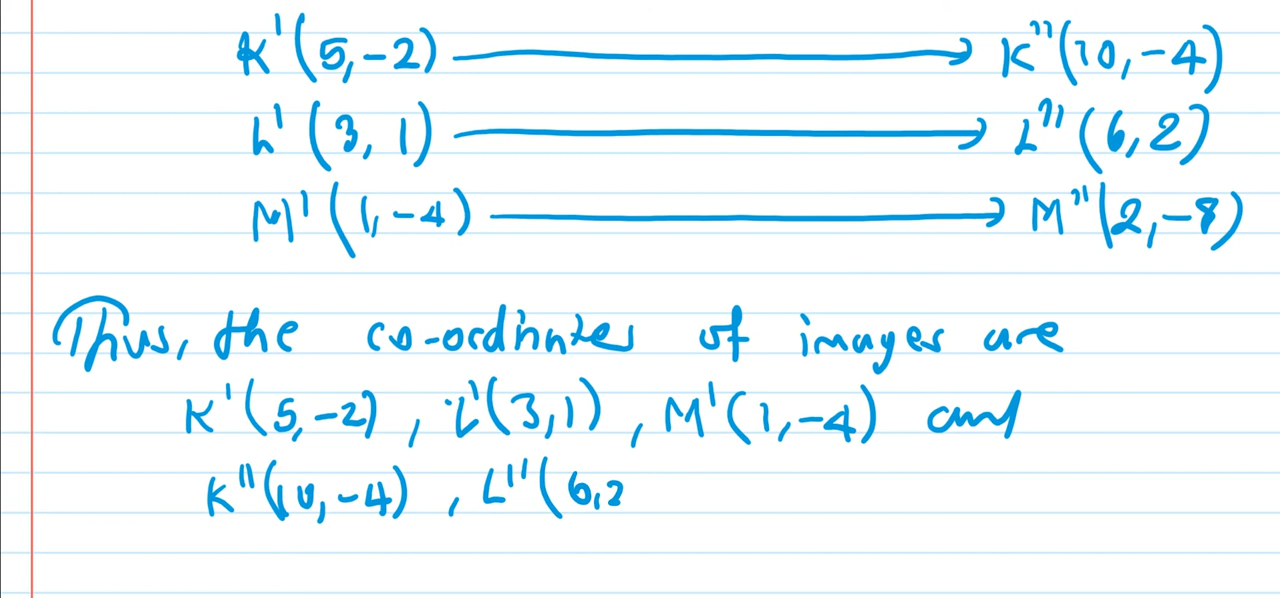 K'(5,-2) → K''(10,-4)
L'(3,1) → L''(6,2)
M'(1,-4) → M''(2,-8)
Thus, the co-ordinates of images are
K'(5,-2), L'(3,1), M'(1,-4) and
K''(10,-4), L''(6,2